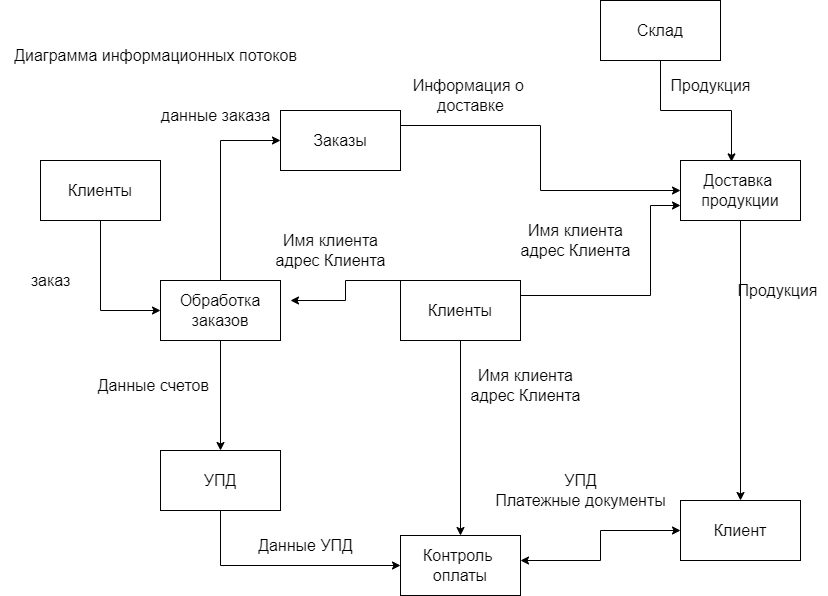 Склад
Диаграмма информационных потоков
Продукция
Информация о
доставке
данные заказа
Заказы
Клиенты
Доставка
продукции
Имя клиента
адрес Клиента
Имя клиента
адрес Клиента
заказ
Обработка
заказов
Клиенты
Продукция
Имя клиента
адрес Клиента
Данные счетов
УПД
УПД
Платежные документы
Клиент
Данные УПД
Контроль
оплаты